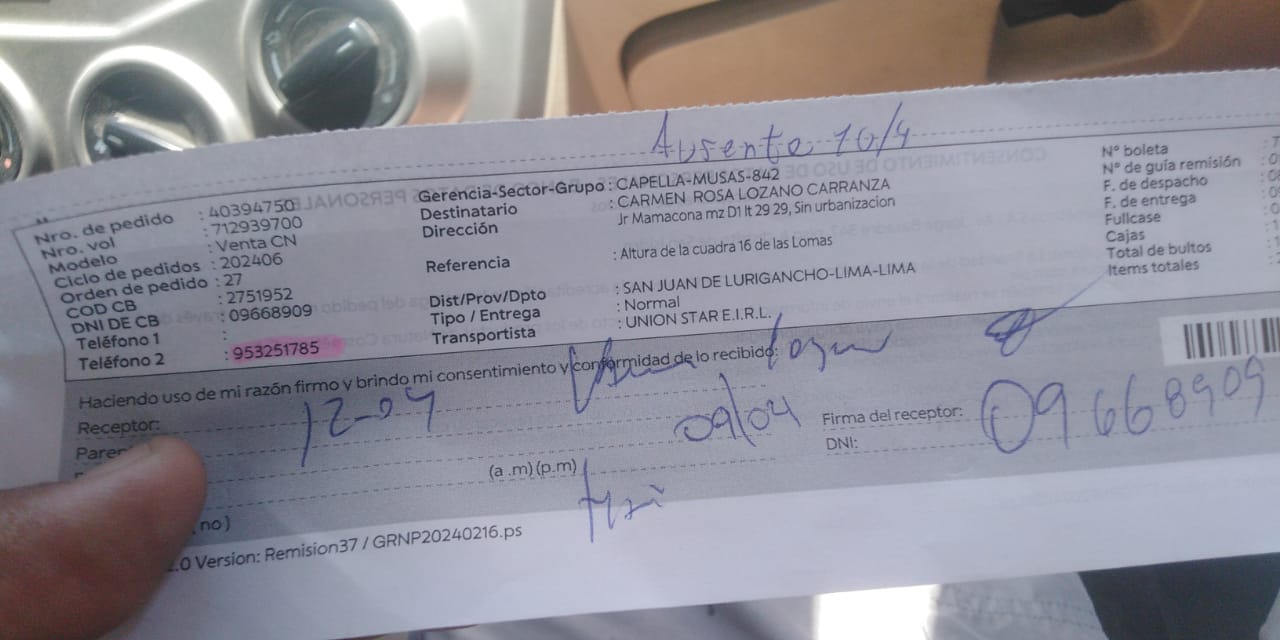 Ausente 10/4
Nro. de pedido : 40394750
Nro. vol : 712939700
Modelo : Venta CN
Ciclo de pedidos : 202406
Orden de pedido : 27
COD CB : 2751952
DNI DE CB : 09668909
Teléfono 1 :
Teléfono 2 : 953251785
Gerencia-Sector-Grupo : CAPELLA-MUSAS-842
Destinatario : CARMEN ROSA LOZANO CARRANZA
Dirección Jr Mamacona mz D1 lt 29 29, Sin urbanizacion
Referencia : Altura de la cuadra 16 de las Lomas
Dist/Prov/Dpto : SAN JUAN DE LURIGANCHO-LIMA-LIMA
Tipo / Entrega : Normal
Transportista : UNION STAR E.I.R.L.
N° boleta
N° de guía remisión
F. de despacho
F. de entrega
Fullcase
Cajas
Total de bultos
Items totales
Haciendo uso de mi razón firmo y brindo mi consentimiento y conformidad de lo recibido:
Receptor:
12-04
09/04
Firma del receptor:
DNI: 09668909
(a .m) (p.m)
no )
.0 Version: Remision37 / GRNP20240216.ps